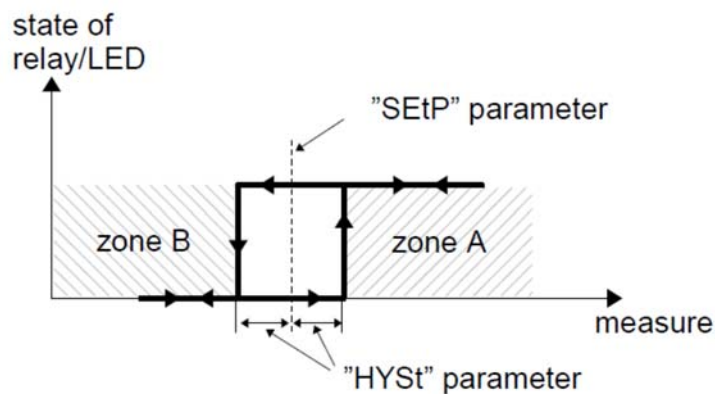 state of
relay/LED
”SEtP” parameter
zone B
zone A
measure
”HYSt” parameter